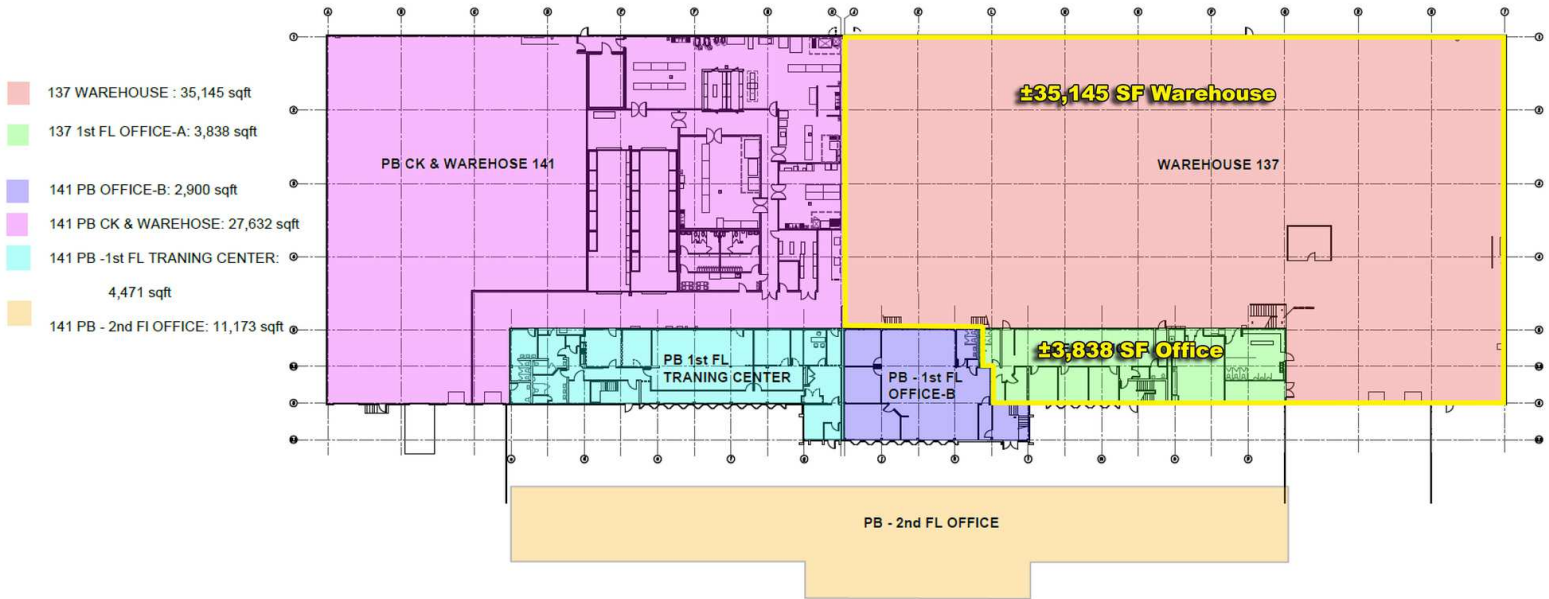 137 WAREHOUSE : 35,145 sqft
137 1st FL OFFICE-A: 3,838 sqft
141 PB OFFICE-B: 2,900 sqft
141 PB CK & WAREHOSE: 27,632 sqft
141 PB -1st FL TRANING CENTER:
4,471 sqft
141 PB - 2nd Fl OFFICE: 11,173 sqft
PB CK & WAREHOSE 141
±35,145 SF Warehouse
WAREHOUSE 137
PB 1st FL
TRANING CENTER
PB - 1st FL
OFFICE-B
±3,838 SF Office
PB - 2nd FL OFFICE